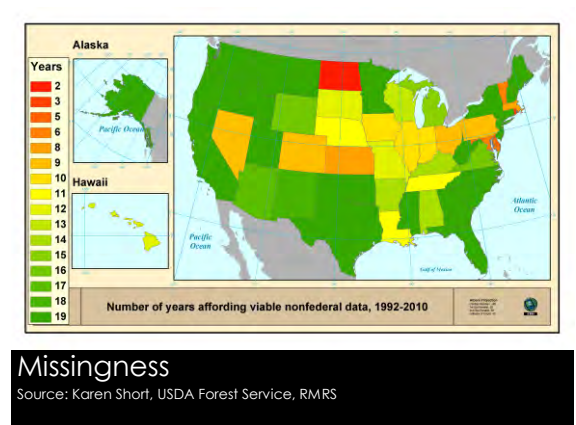 Alaska
Years
2
3
5
6
8
9
10
11
12
13
14
15
16
17
18
19
Pacific Ocean
Hawaii
Pacific
Ocean
Atlantic
Ocean
Gulf of Mexico
Number of years affording viable nonfederal data, 1992-2010
Missingness
Source: Karen Short, USDA Forest Service, RMRS